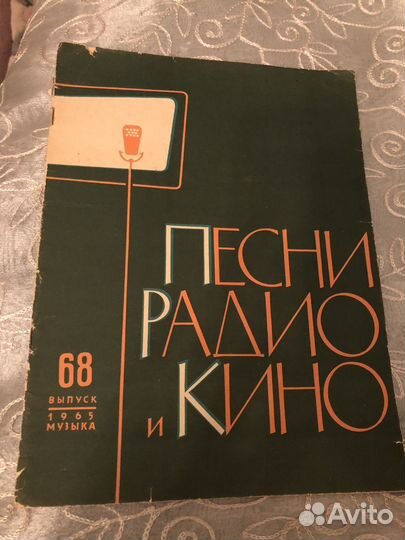 ПЕСНИ
РАДИО
и КИНО
68
ВЫПУСК
1965
МУЗЫКА
Avito